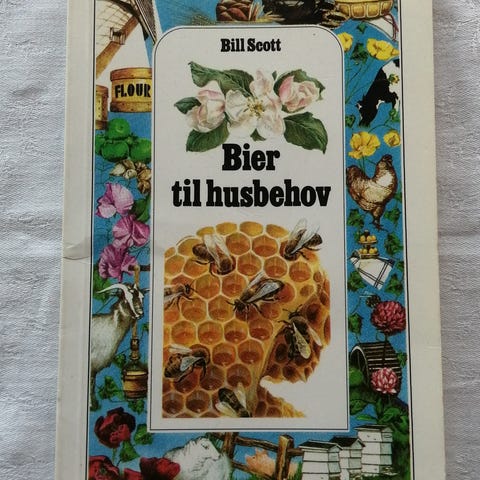 Bill Scott
FLOUR
Bier
til husbehov